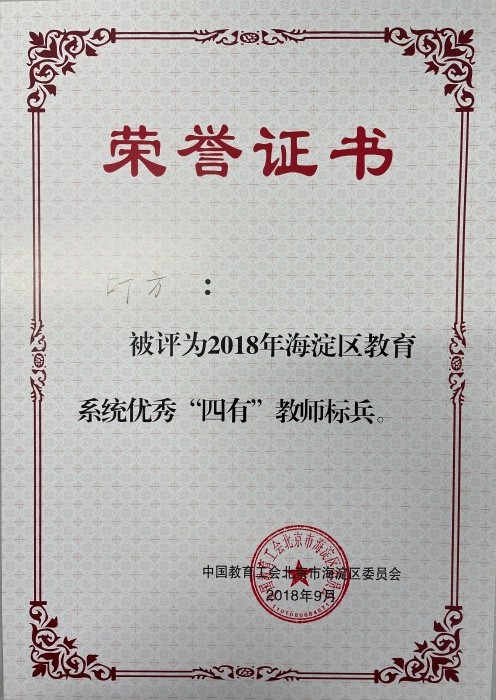 荣誉证书
邝方：
被评为2018年海淀区教育
系统优秀“四有”教师标兵。
中国教育工会北京市海淀区委员会
2018年9月